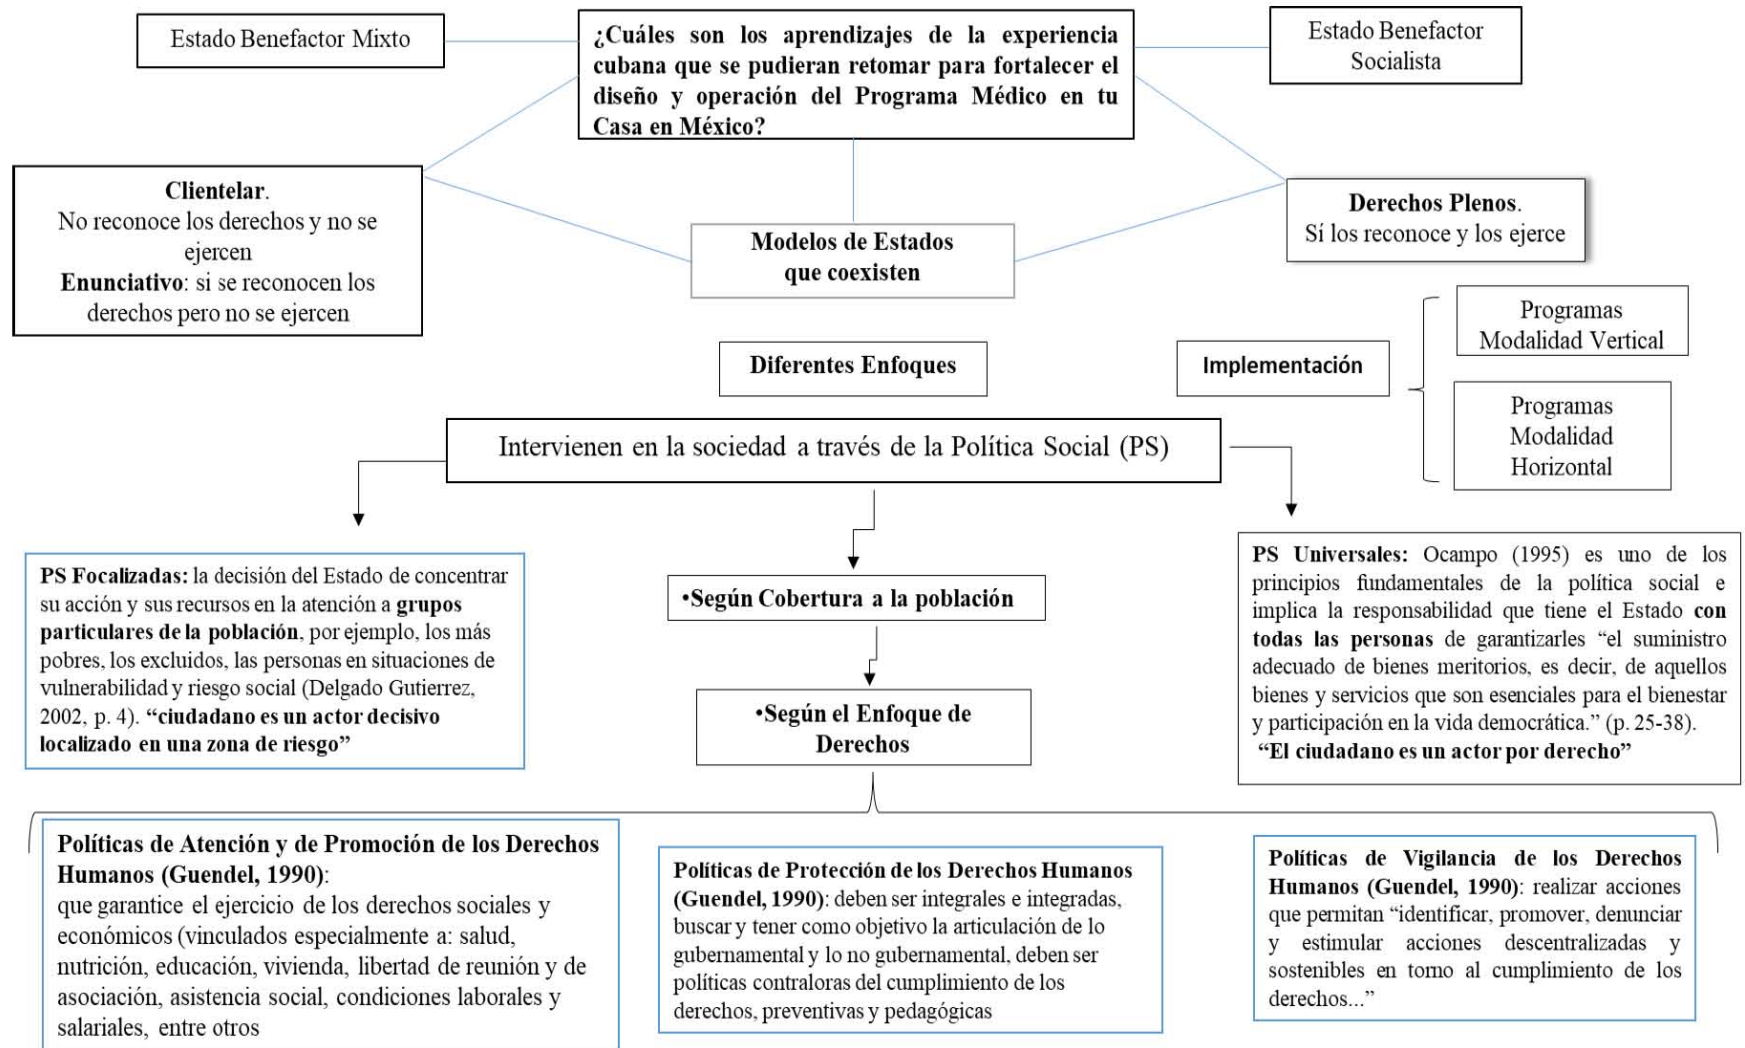 Estado Benefactor Mixto
¿Cuáles son los aprendizajes de la experiencia
cubana que se pudieran retomar para fortalecer el
diseño y operación del Programa Médico en tu
Casa en México?
Estado Benefactor
Socialista
Clientelar.
No reconoce los derechos y no se
ejercen
Enunciativo: si se reconocen los
derechos pero no se ejercen
Modelos de Estados
que coexisten
Derechos Plenos.
Sí los reconoce y los ejerce
Diferentes Enfoques
Implementación
Programas
Modalidad Vertical
Programas
Modalidad
Horizontal
Intervienen en la sociedad a través de la Política Social (PS)
PS Focalizadas: la decisión del Estado de concentrar
su acción y sus recursos en la atención a grupos
particulares de la población, por ejemplo, los más
pobres, los excluidos, las personas en situaciones de
vulnerabilidad y riesgo social (Delgado Gutierrez,
2002, p. 4). “ciudadano es un actor decisivo
localizado en una zona de riesgo”
•Según Cobertura a la población
•Según el Enfoque de
Derechos
PS Universales: Ocampo (1995) es uno de los
principios fundamentales de la política social e
implica la responsabilidad que tiene el Estado con
todas las personas de garantizarles “el suministro
adecuado de bienes meritorios, es decir, de aquellos
bienes y servicios que son esenciales para el bienestar
y participación en la vida democrática.” (p. 25-38).
“El ciudadano es un actor por derecho”
Políticas de Atención y de Promoción de los Derechos
Humanos (Guendel, 1990):
que garantice el ejercicio de los derechos sociales y
económicos (vinculados especialmente a: salud,
nutrición, educación, vivienda, libertad de reunión y de
asociación, asistencia social, condiciones laborales y
salariales, entre otros
Políticas de Protección de los Derechos Humanos
(Guendel, 1990): deben ser integrales e integradas,
buscar y tener como objetivo la articulación de lo
gubernamental y lo no gubernamental, deben ser
políticas contraloras del cumplimiento de los
derechos, preventivas y pedagógicas
Políticas de Vigilancia de los Derechos
Humanos (Guendel, 1990): realizar acciones
que permitan “identificar, promover, denunciar
y estimular acciones descentralizadas y
sostenibles en torno al cumplimiento de los
derechos...”